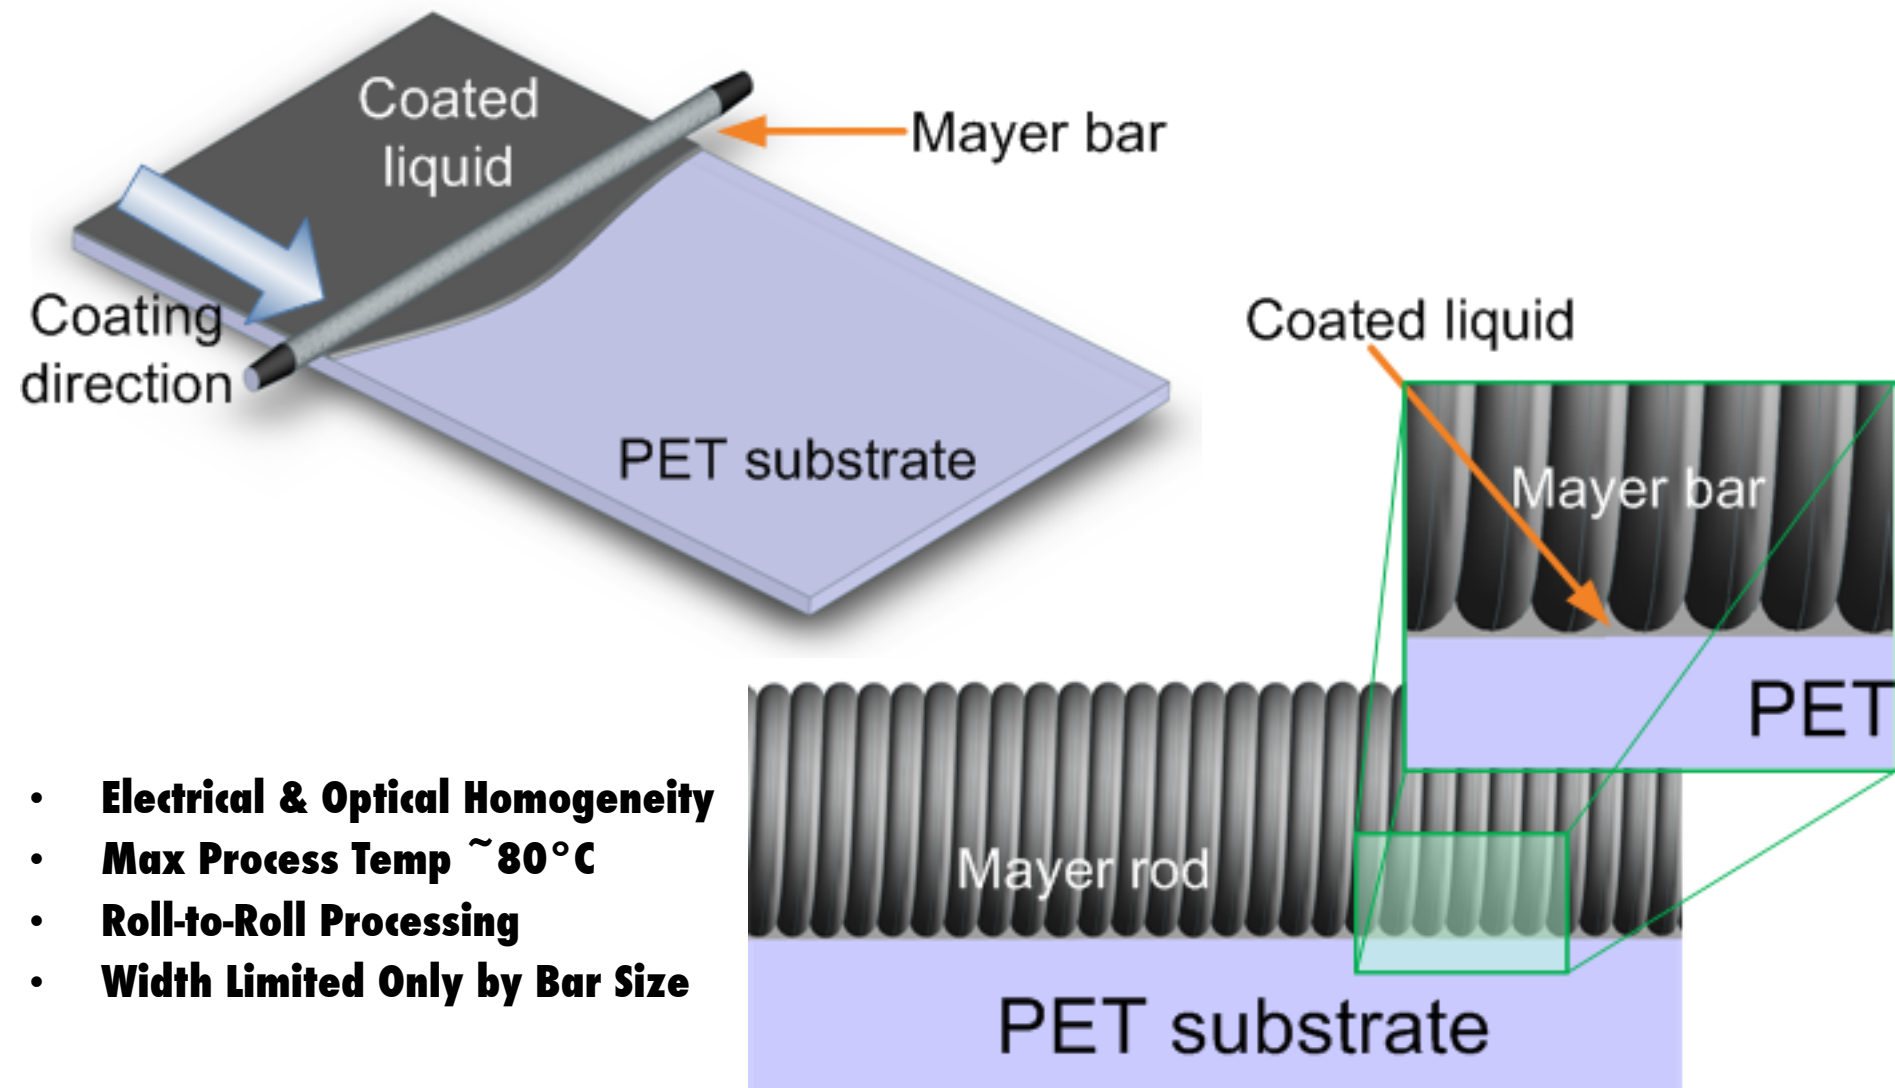 Coated
liquid
Mayer bar
Coating
direction
PET substrate
Coated liquid
Mayer bar
PET
Mayer rod
PET substrate
• Electrical & Optical Homogeneity
• Max Process Temp ~80°C
• Roll-to-Roll Processing
• Width Limited Only by Bar Size